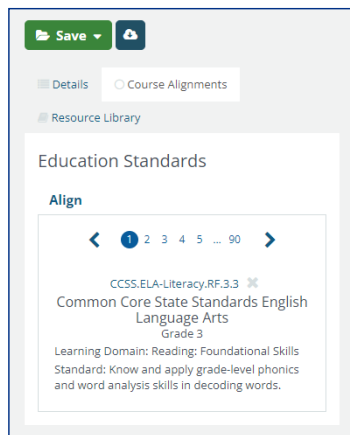 Save
Details
Course Alignments
Resource Library
Education Standards
Align
1 2 3 4 5 ... 90
CCSS.ELA-Literacy.RF.3.3
Common Core State Standards English
Language Arts
Grade 3
Learning Domain: Reading: Foundational Skills
Standard: Know and apply grade-level phonics
and word analysis skills in decoding words.